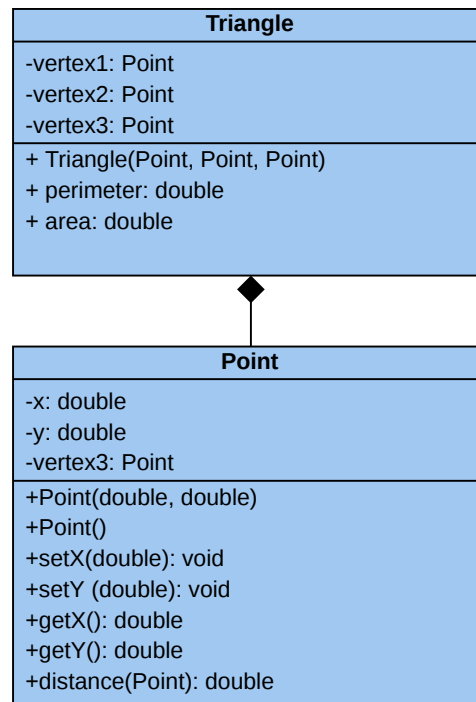 Triangle
-vertex1: Point
-vertex2: Point
-vertex3: Point
+ Triangle(Point, Point, Point)
+ perimeter: double
+ area: double
Point
-x: double
-y: double
-vertex3: Point
+Point(double, double)
+Point()
+setX(double): void
+setY (double): void
+getX(): double
+getY(): double
+distance(Point): double